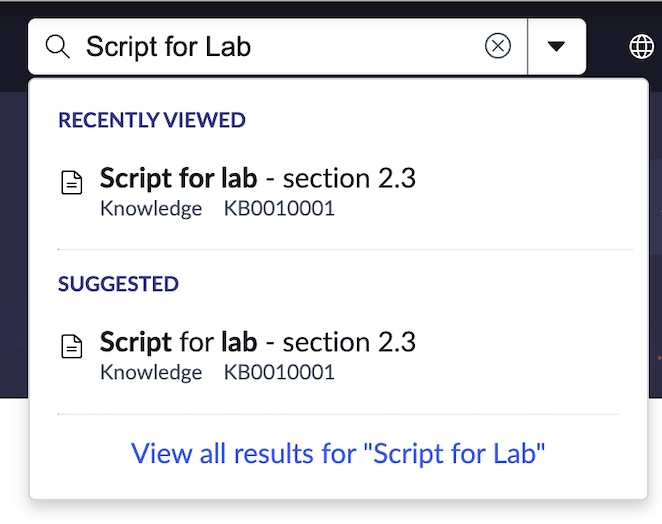 Script for Lab
RECENTLY VIEWED
Script for lab - section 2.3
Knowledge KB0010001
SUGGESTED
Script for lab - section 2.3
Knowledge KB0010001
View all results for "Script for Lab"